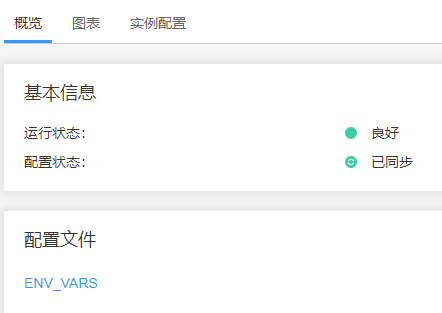 概览 图表 实例配置
基本信息
运行状态： 良好
配置状态： 已同步
配置文件
ENV_VARS